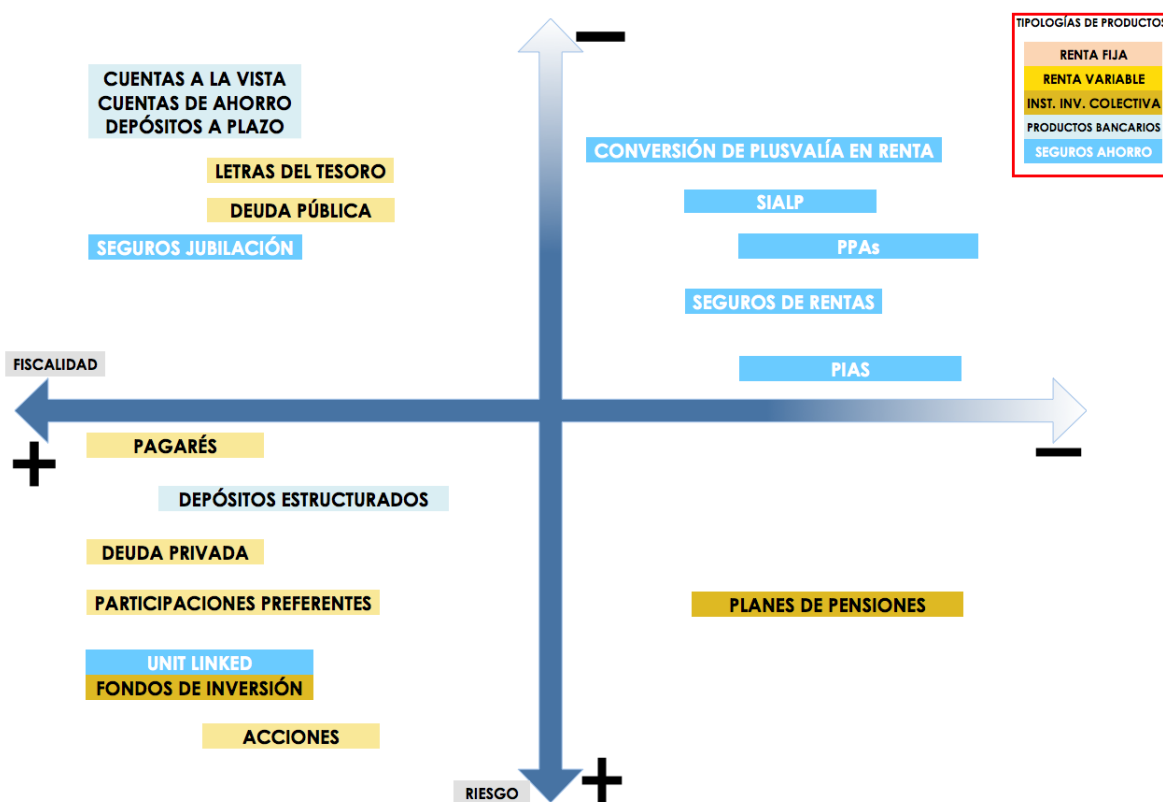 TIPOLOGÍAS DE PRODUCTOS
RENTA FIJA
RENTA VARIABLE
INST. INV. COLECTIVA
PRODUCTOS BANCARIOS
SEGUROS AHORRO
CUENTAS A LA VISTA
CUENTAS DE AHORRO
DEPÓSITOS A PLAZO
LETRAS DEL TESORO
DEUDA PÚBLICA
SEGUROS JUBILACIÓN
CONVERSIÓN DE PLUSVALÍA EN RENTA
SIALP
PPAs
SEGUROS DE RENTAS
PIAS
FISCALIDAD
PAGARÉS
DEPÓSITOS ESTRUCTURADOS
DEUDA PRIVADA
PARTICIPACIONES PREFERENTES
UNIT LINKED
FONDOS DE INVERSIÓN
ACCIONES
PLANES DE PENSIONES
RIESGO